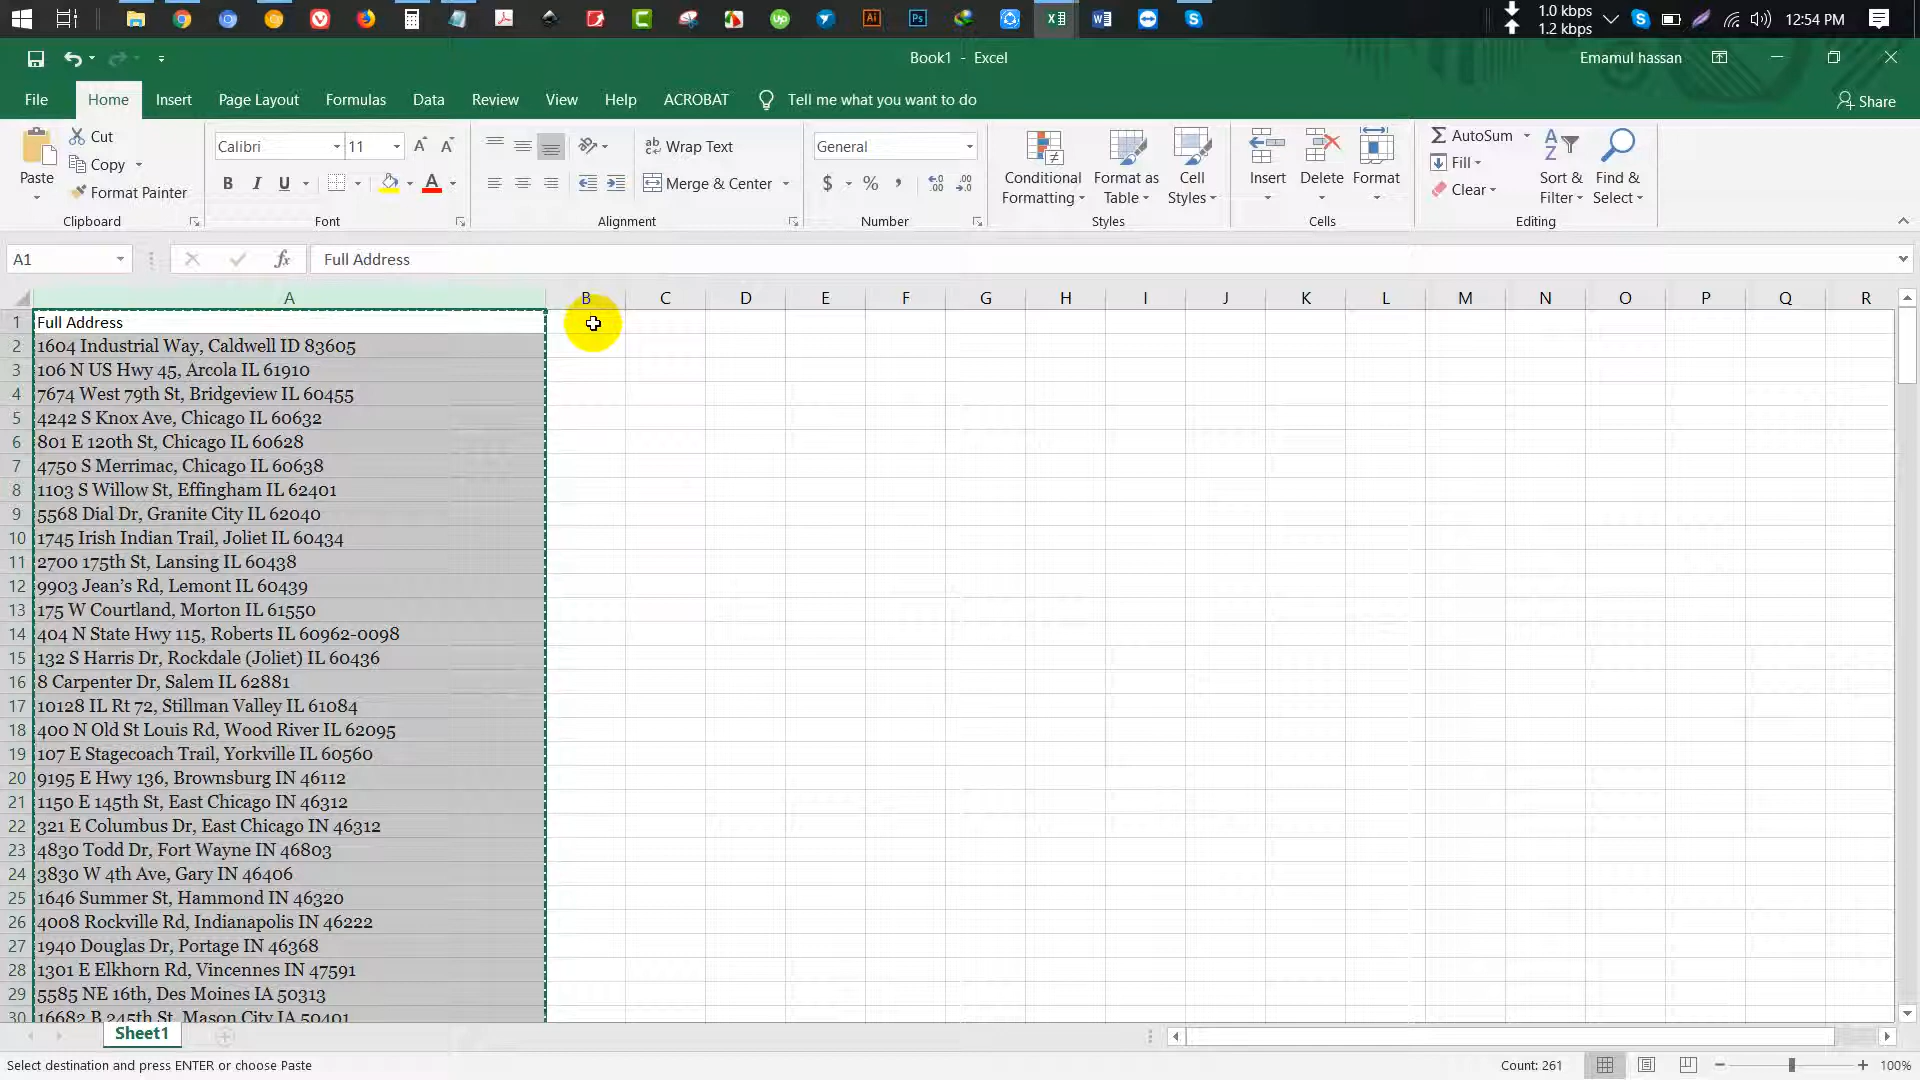 1.0 kbps
1.2 kbps
12:54 PM
Book1 - Excel
Emamul hassan
File Home Insert Page Layout Formulas Data Review View Help ACROBAT Tell me what you want to do Share
Paste
Cut
Copy
Format Painter
Clipboard
Calibri 11
B I U
Font
Wrap Text
Merge & Center
Alignment
General
$ % ,
Number
Conditional Formatting
Format as Table
Cell Styles
Styles
Insert Delete Format
Cells
AutoSum
Fill
Clear
Sort & Filter
Find & Select
Editing
A1 fx Full Address
A B C D E F G H I J K L M N O P Q R
1 Full Address
2 1604 Industrial Way, Caldwell ID 83605
3 106 N US Hwy 45, Arcola IL 61910
4 7674 West 79th St, Bridgeview IL 60455
5 4242 S Knox Ave, Chicago IL 60632
6 801 E 120th St, Chicago IL 60628
7 4750 S Merrimac, Chicago IL 60638
8 1103 S Willow St, Effingham IL 62401
9 5568 Dial Dr, Granite City IL 62040
10 1745 Irish Indian Trail, Joliet IL 60434
11 2700 175th St, Lansing IL 60438
12 9903 Jean’s Rd, Lemont IL 60439
13 175 W Courtland, Morton IL 61550
14 404 N State Hwy 115, Roberts IL 60962-0098
15 132 S Harris Dr, Rockdale (Joliet) IL 60436
16 8 Carpenter Dr, Salem IL 62881
17 10128 IL Rt 72, Stillman Valley IL 61084
18 400 N Old St Louis Rd, Wood River IL 62095
19 107 E Stagecoach Trail, Yorkville IL 60560
20 9195 E Hwy 136, Brownsburg IN 46112
21 1150 E 145th St, East Chicago IN 46312
22 321 E Columbus Dr, East Chicago IN 46312
23 4830 Todd Dr, Fort Wayne IN 46803
24 3830 W 4th Ave, Gary IN 46406
25 1646 Summer St, Hammond IN 46320
26 4008 Rockville Rd, Indianapolis IN 46222
27 1940 Douglas Dr, Portage IN 46368
28 1301 E Elkhorn Rd, Vincennes IN 47591
29 5585 NE 16th, Des Moines IA 50313
30 16682 B 245th St, Mason City IA 50401
Sheet1
Select destination and press ENTER or choose Paste
Count: 261
100%